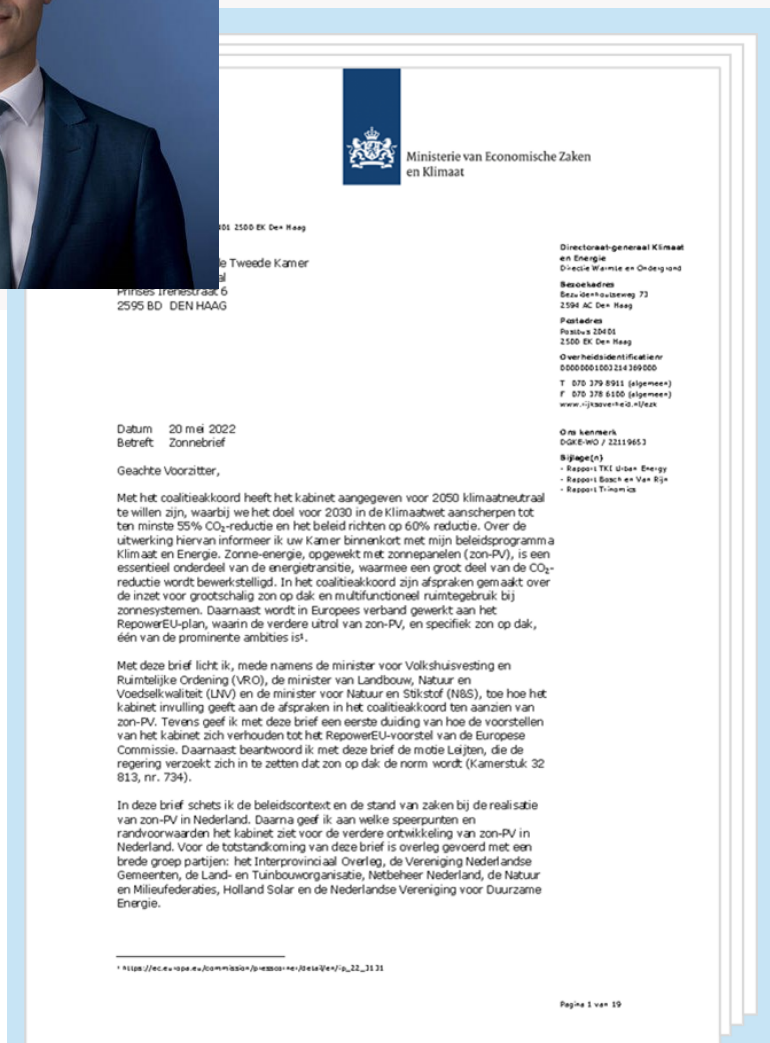 Ministerie van Economische Zaken
en Klimaat
2500 EK Den Haag
Tweede Kamer
Prinses Irenestraat 6
2595 BD DEN HAAG
Directoraat-generaal Klimaat
en Energie
Directie Warmte en Ondergrond
Bezoekadres
Bezuidenhoutseweg 73
2594 AC Den Haag
Postadres
Postbus 20401
2500 EK Den Haag
Overheidsidentificatienr
00000001003214369000
T 070 379 8911 (algemeen)
F 070 378 6100 (algemeen)
www.rijksoverheid.nl/ezk
Ons kenmerk
DGKE-WO / 22119653
Bijlage(n)
- Rapport TKI Urban Energy
- Rapport Bosch en Van Rijn
- Rapport Trinomics
Datum 20 mei 2022
Betreft Zonnebrief
Geachte Voorzitter,
Met het coalitieakkoord heeft het kabinet aangegeven voor 2050 klimaatneutraal
te willen zijn, waarbij we het doel voor 2030 in de Klimaatwet aanscherpen tot
ten minste 55% CO₂-reductie en het beleid richten op 60% reductie. Over de
uitwerking hiervan informeer ik uw Kamer binnenkort met mijn beleidsprogramma
Klimaat en Energie. Zonne-energie, opgewekt met zonnepanelen (zon-PV), is een
essentieel onderdeel van de energietransitie, waarmee een groot deel van de CO₂-
reductie wordt bewerkstelligd. In het coalitieakkoord zijn afspraken gemaakt over
de inzet voor grootschalig zon op dak en multifunctioneel ruimtegebruik bij
zonnesystemen. Daarnaast wordt in Europees verband gewerkt aan het
RepowerEU-plan, waarin de verdere uitrol van zon-PV, en specifiek zon op dak,
één van de prominente ambities is¹.
Met deze brief licht ik, mede namens de minister voor Volkshuisvesting en
Ruimtelijke Ordening (VRO), de minister van Landbouw, Natuur en
Voedselkwaliteit (LNV) en de minister voor Natuur en Stikstof (N&S), toe hoe het
kabinet invulling geeft aan de afspraken in het coalitieakkoord ten aanzien van
zon-PV. Tevens geef ik met deze brief een eerste duiding van hoe de voorstellen
van het kabinet zich verhouden tot het RepowerEU-voorstel van de Europese
Commissie. Daarnaast beantwoord ik met deze brief de motie Leijten, die de
regering verzoekt zich in te zetten dat zon op dak de norm wordt (Kamerstuk 32
813, nr. 734).
In deze brief schets ik de beleidscontext en de stand van zaken bij de realisatie
van zon-PV in Nederland. Daarna geef ik aan welke speerpunten en
randvoorwaarden het kabinet ziet voor de verdere ontwikkeling van zon-PV in
Nederland. Voor de totstandkoming van deze brief is overleg gevoerd met een
brede groep partijen: het Interprovinciaal Overleg, de Vereniging Nederlandse
Gemeenten, de Land- en Tuinbouworganisatie, Netbeheer Nederland, de Natuur
en Milieufederaties, Holland Solar en de Nederlandse Vereniging voor Duurzame
Energie.
¹ https://ec.europa.eu/commission/presscorner/detail/en/ip_22_3131
Pagina 1 van 19